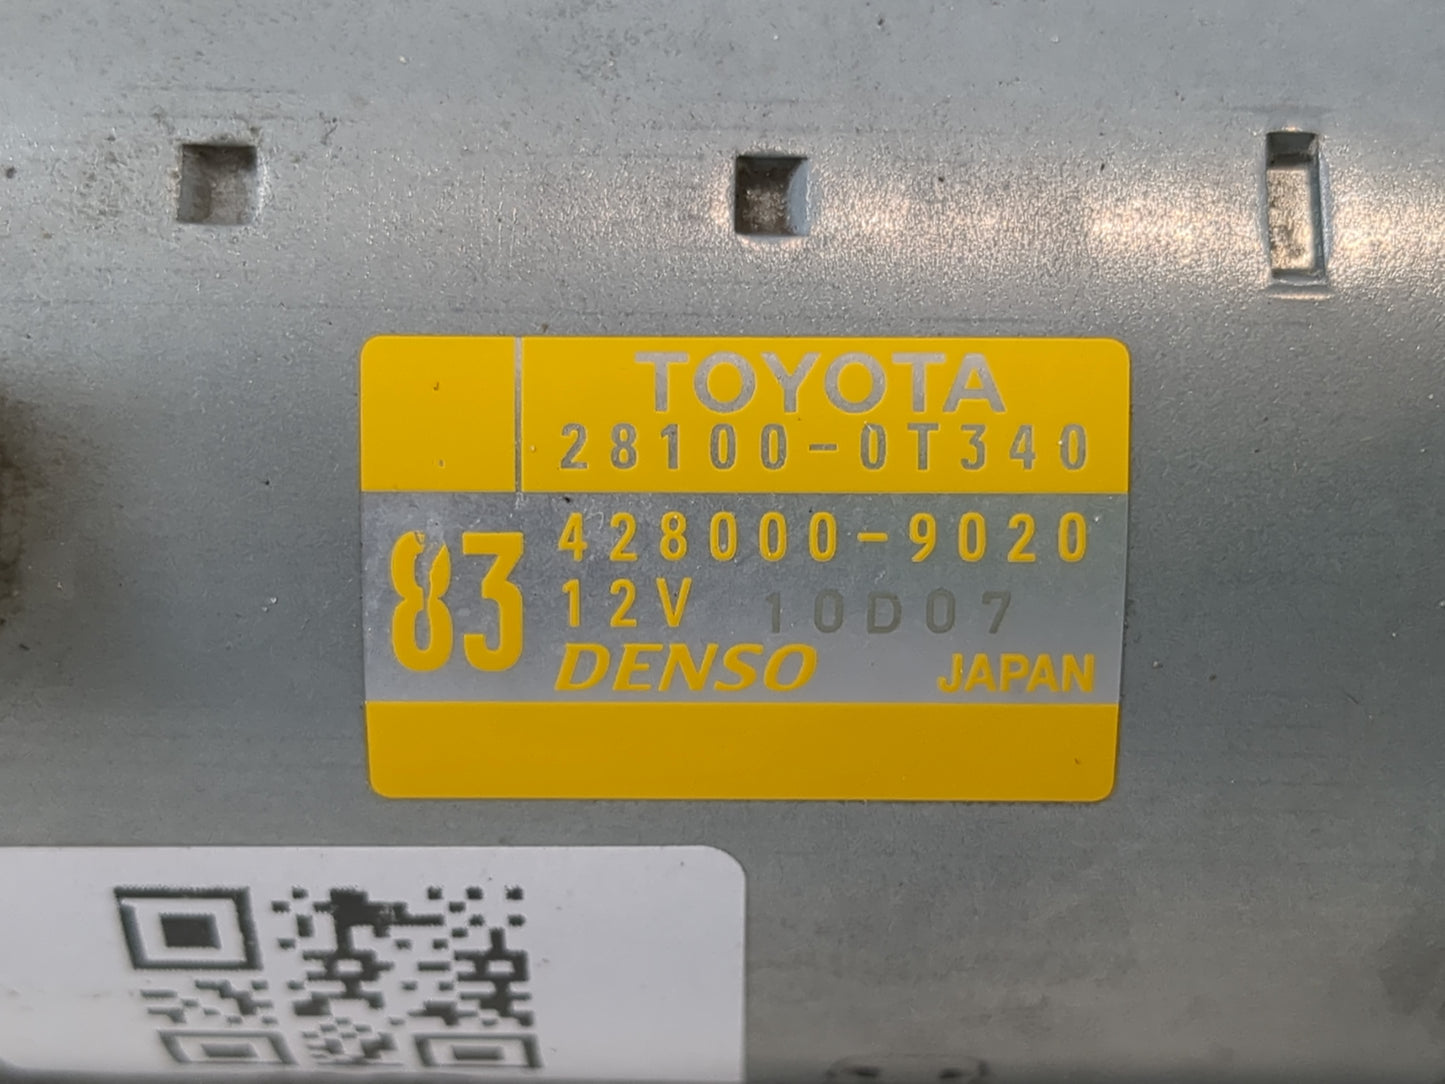 TOYOTA
28100-0T340
83
428000-9020
12V 10D07
DENSO JAPAN